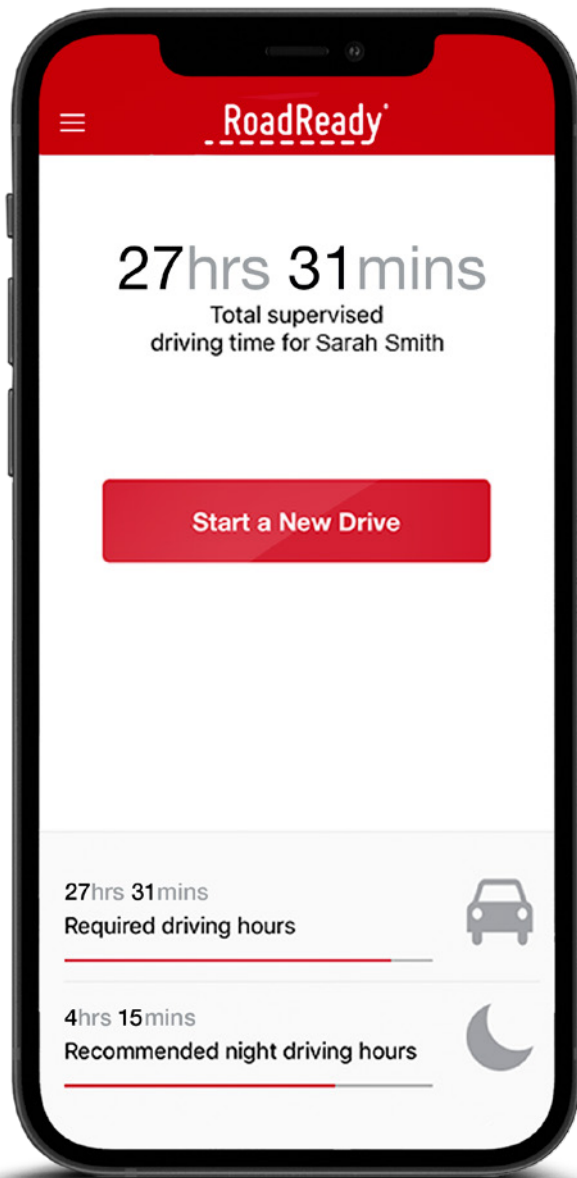 RoadReady®
27hrs 31mins
Total supervised
driving time for Sarah Smith
Start a New Drive
27hrs 31mins
Required driving hours
4hrs 15mins
Recommended night driving hours